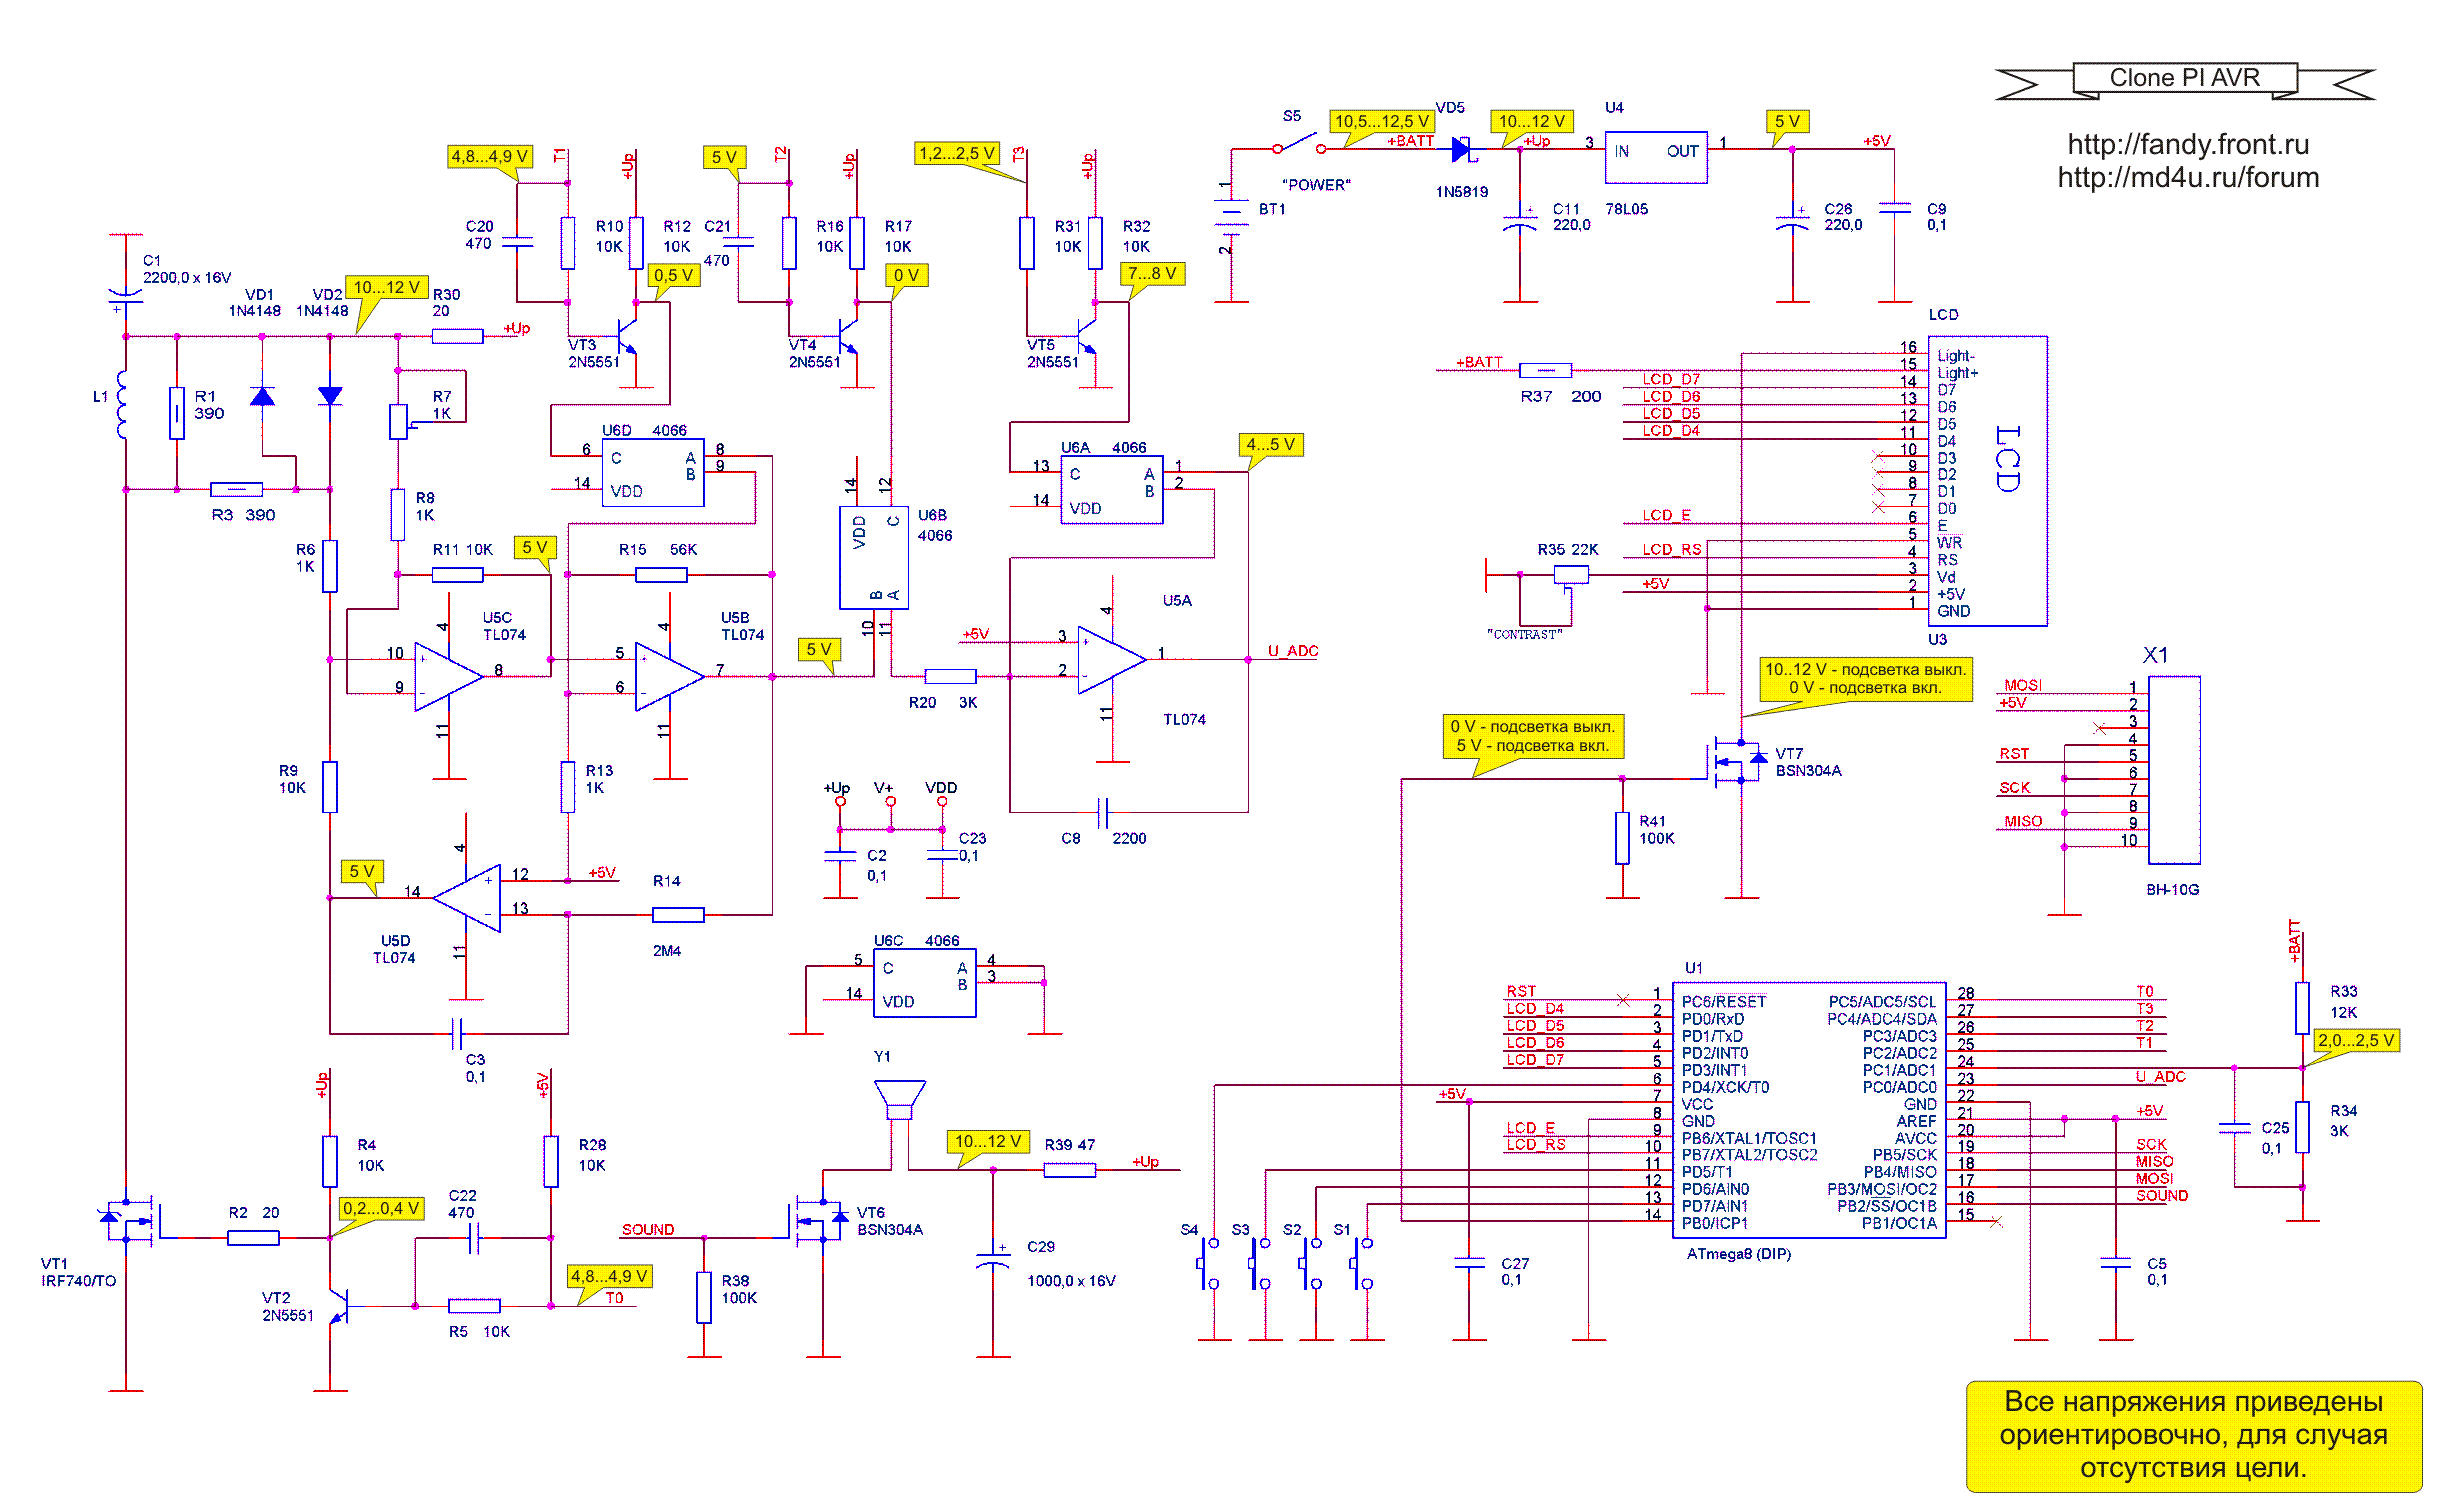 Clone PI AVR
http://fandy.front.ru
http://md4u.ru/forum
4,8...4,9 V
T1
+Up
C20
470
R10
10K
R12
10K
0,5 V
VT3
2N5551
5 V
T2
+Up
C21
470
R16
10K
R17
10K
0 V
VT4
2N5551
1,2...2,5 V
T3
+Up
R31
10K
R32
10K
7...8 V
VT5
2N5551
S5
"POWER"
BT1
1
2
10,5...12,5 V
+BATT
VD5
1N5819
10...12 V
+Up
C11
220,0
U4
3
IN
OUT
1
78L05
5 V
+5V
C26
220,0
C9
0,1
C1
2200,0 x 16V
VD1
1N4148
VD2
1N4148
10...12 V
R30
20
+Up
L1
R1
390
R3 390
R7
1K
R8
1K
R6
1K
R11 10K
5 V
U5C
TL074
10
9
8
4
11
U6D 4066
6
C
A
8
B
9
14
VDD
R15 56K
U5B
TL074
5
6
7
4
11
5 V
U6B
4066
14
12
VDD
C
B
A
10
11
R20 3K
U6A 4066
13
C
A
1
B
2
14
VDD
4...5 V
U5A
TL074
+5V
3
2
1
4
11
U_ADC
C8 2200
R9
10K
R13
1K
+5V
12
13
14
4
11
5 V
U5D
TL074
R14
2M4
C3
0,1
+Up
V+
VDD
C2
0,1
C23
0,1
U6C 4066
5
C
A
4
B
3
14
VDD
LCD
16 Light-
15 Light+
14 D7
13 D6
12 D5
11 D4
10 D3
9 D2
8 D1
7 D0
6 E
5 WR
4 RS
3 Vd
2 +5V
1 GND
LCD
U3
+BATT
R37 200
LCD_D7
LCD_D6
LCD_D5
LCD_D4
LCD_E
LCD_RS
R35 22K
+5V
"CONTRAST"
10...12 V - подсветка выкл.
0 V - подсветка вкл.
0 V - подсветка выкл.
5 V - подсветка вкл.
VT7
BSN304A
R41
100K
X1
MOSI
+5V
RST
SCK
MISO
1
2
3
4
5
6
7
8
9
10
BH-10G
+Up
R4
10K
+5V
R28
10K
C22
470
R2 20
0,2...0,4 V
VT1
IRF740/TO
VT2
2N5551
R5 10K
4,8...4,9 V
T0
SOUND
R38
100K
Y1
VT6
BSN304A
10...12 V
R39 47
+Up
C29
1000,0 x 16V
U1
RST 1 PC6/RESET
LCD_D4 2 PD0/RxD
LCD_D5 3 PD1/TxD
LCD_D6 4 PD2/INT0
LCD_D7 5 PD3/INT1
6 PD4/XCK/T0
+5V 7 VCC
8 GND
LCD_E 9 PB6/XTAL1/TOSC1
LCD_RS 10 PB7/XTAL2/TOSC2
11 PD5/T1
12 PD6/AIN0
13 PD7/AIN1
14 PB0/ICP1
PC5/ADC5/SCL 28 T0
PC4/ADC4/SDA 27 T3
PC3/ADC3 26 T2
PC2/ADC2 25 T1
PC1/ADC1 24
PC0/ADC0 23 U_ADC
GND 22
AREF 21 +5V
AVCC 20
PB5/SCK 19 SCK
PB4/MISO 18 MISO
PB3/MOSI/OC2 17 MOSI
PB2/SS/OC1B 16 SOUND
PB1/OC1A 15
ATmega8 (DIP)
S4
S3
S2
S1
C27
0,1
C5
0,1
+BATT
R33
12K
2,0...2,5 V
R34
3K
C25
0,1
Все напряжения приведены
ориентировочно, для случая
отсутствия цели.